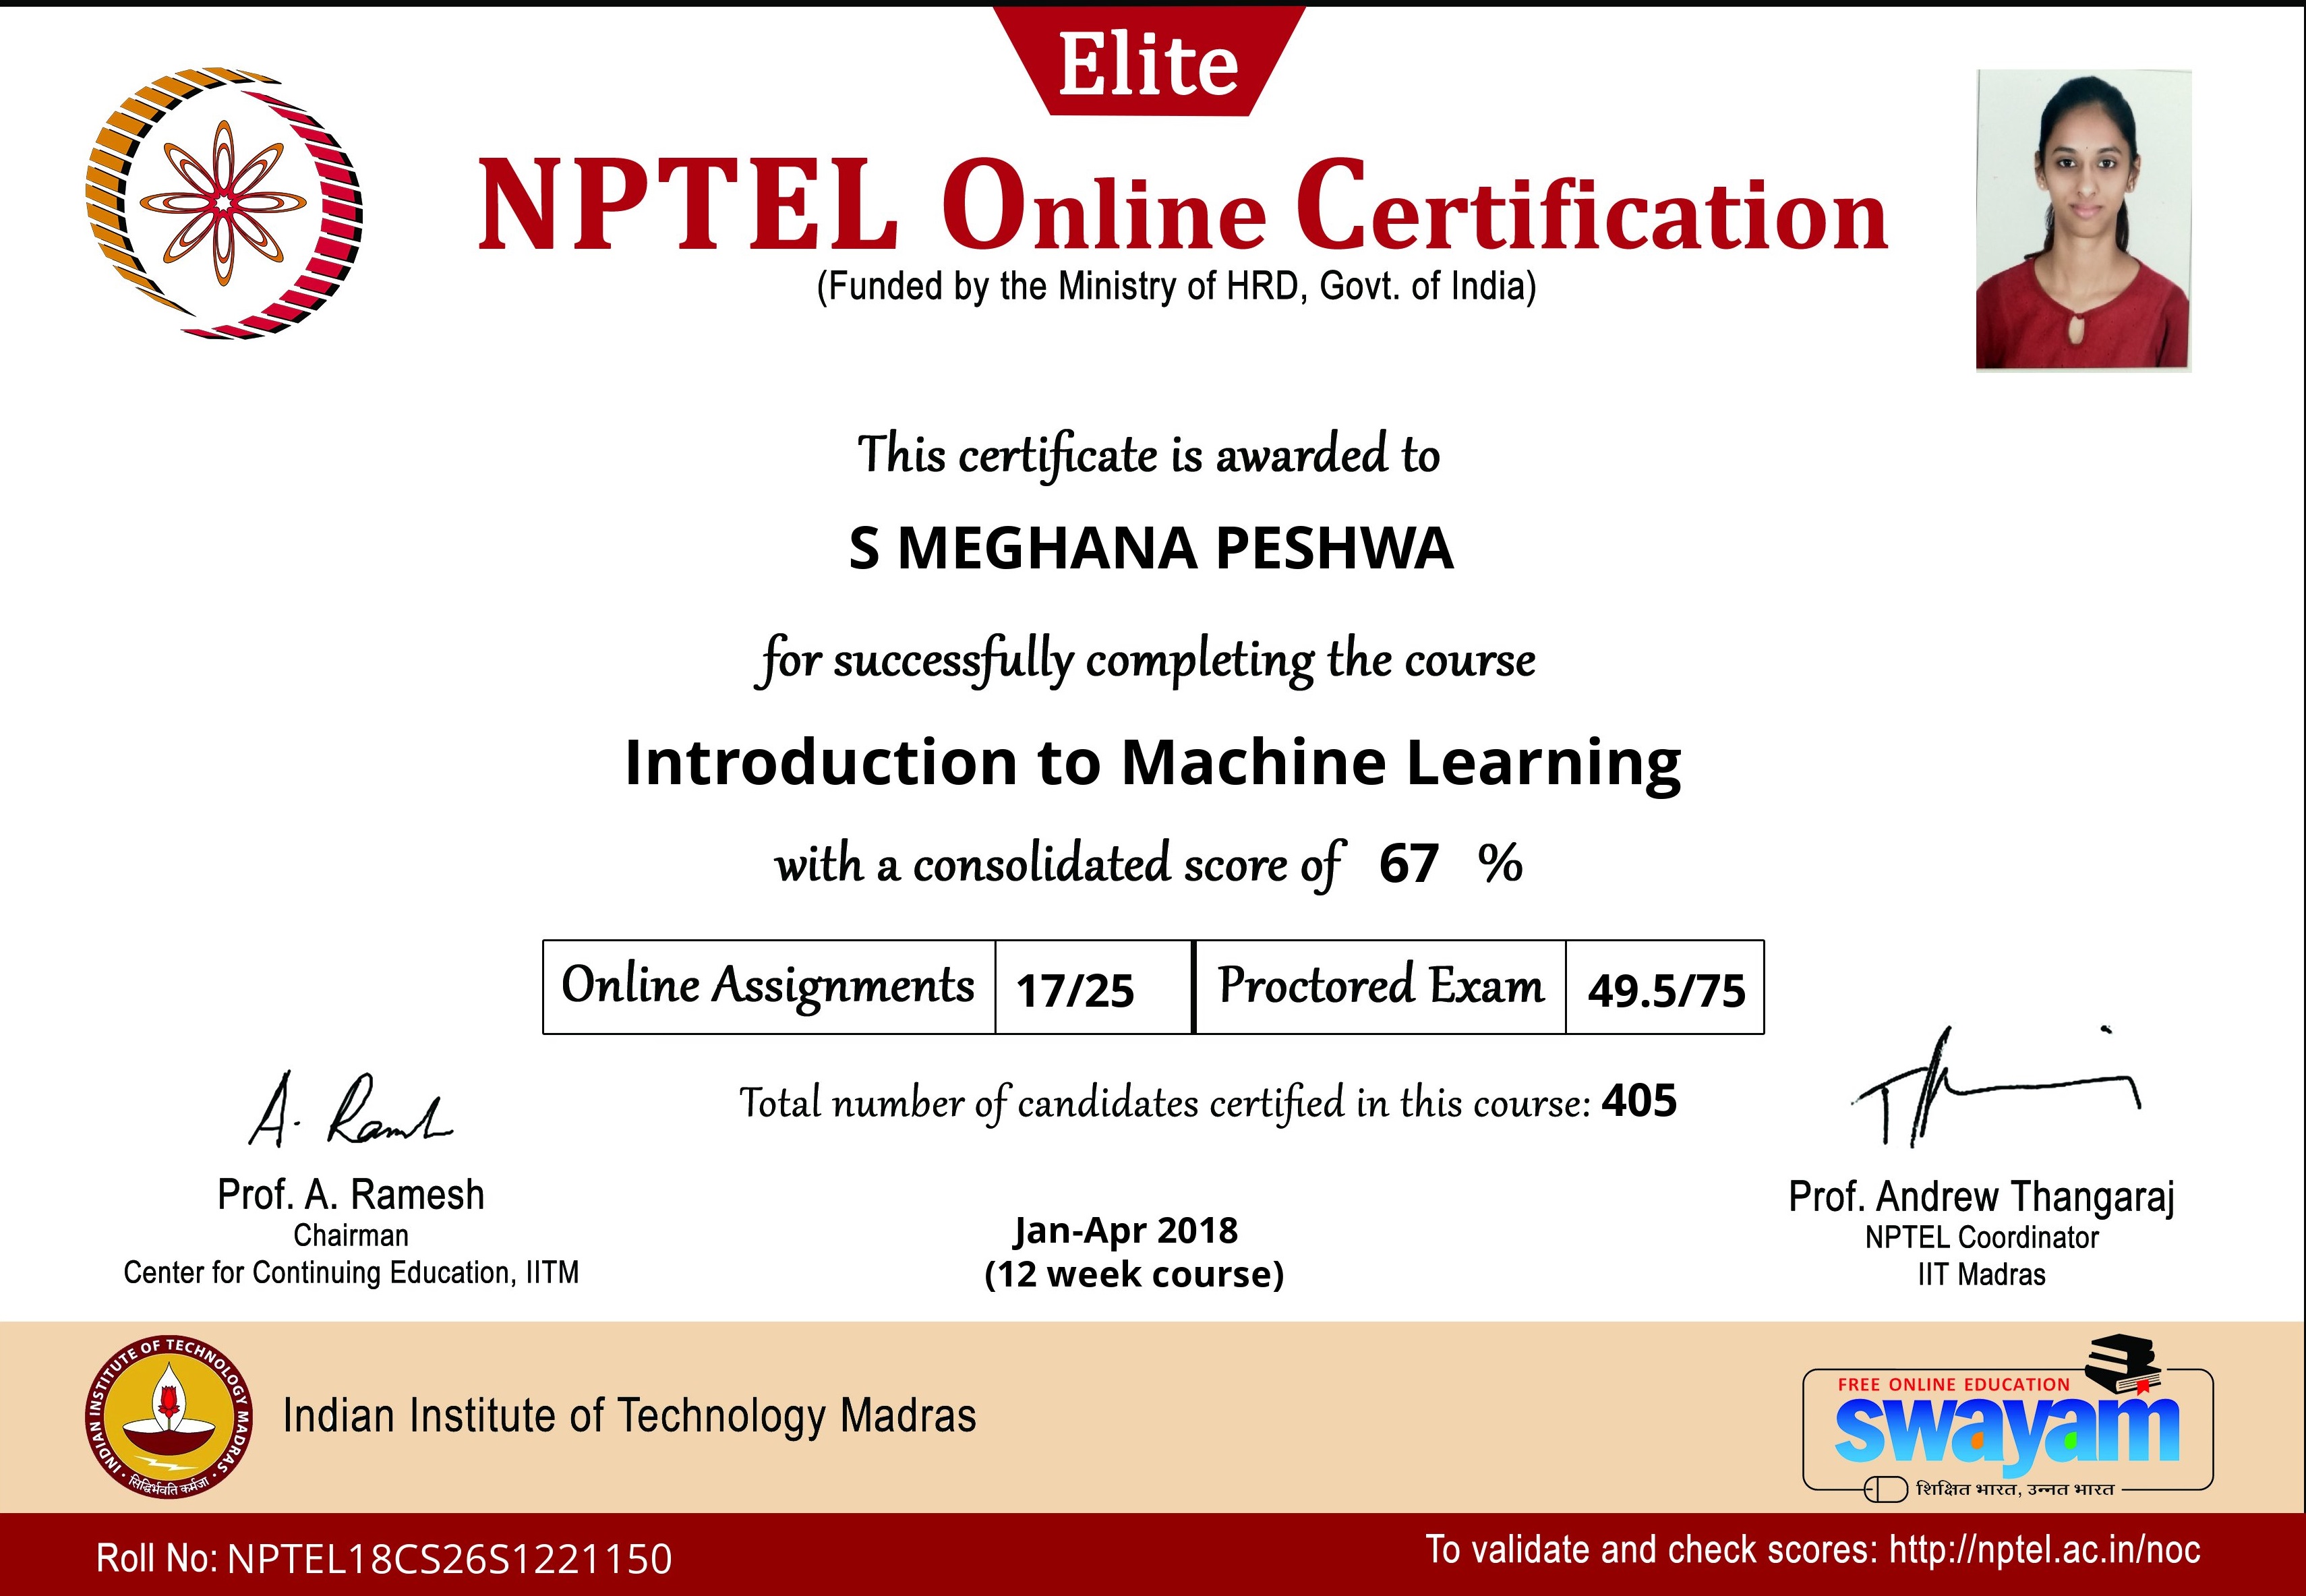 Elite
NPTEL Online Certification
(Funded by the Ministry of HRD, Govt. of India)
This certificate is awarded to
S MEGHANA PESHWA
for successfully completing the course
Introduction to Machine Learning
with a consolidated score of 67 %
Online Assignments 17/25 Proctored Exam 49.5/75
Total number of candidates certified in this course: 405
A. Ramesh
Prof. A. Ramesh
Chairman
Center for Continuing Education, IITM
Jan-Apr 2018
(12 week course)
Prof. Andrew Thangaraj
NPTEL Coordinator
IIT Madras
INDIAN INSTITUTE OF TECHNOLOGY MADRAS
सिद्धिर्भवति कर्मजा
Indian Institute of Technology Madras
FREE ONLINE EDUCATION
swayam
शिक्षित भारत, उन्नत भारत
Roll No: NPTEL18CS26S1221150
To validate and check scores: http://nptel.ac.in/noc